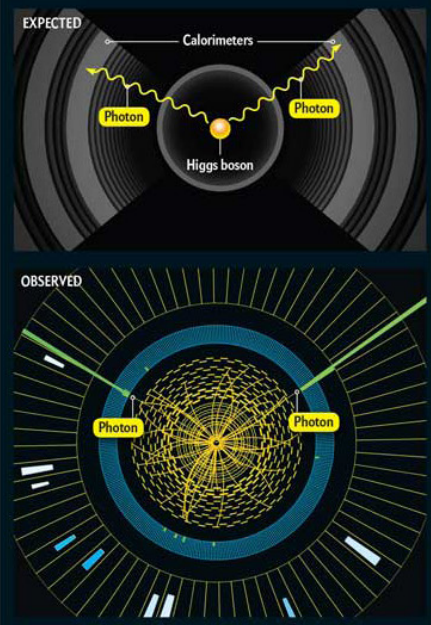 EXPECTED
Calorimeters
Photon
Photon
Higgs boson
OBSERVED
Photon
Photon